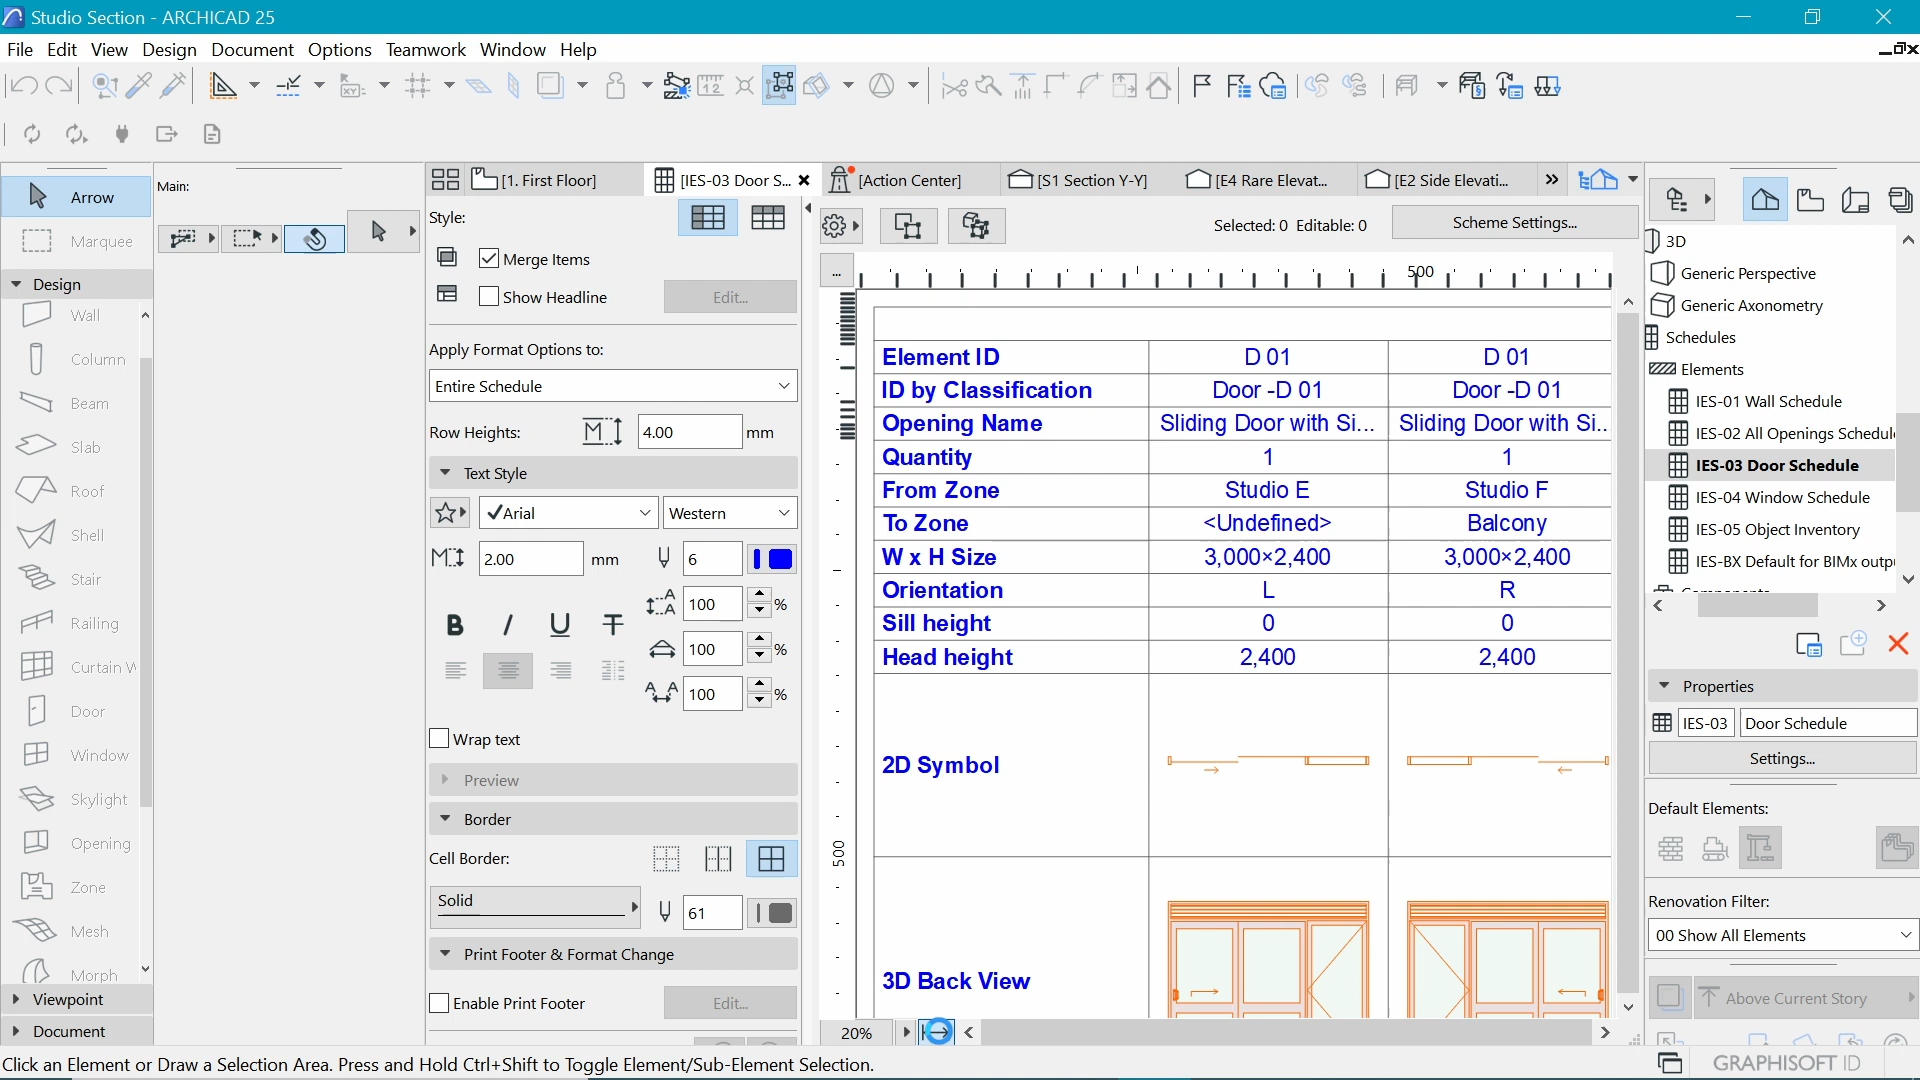 Studio Section - ARCHICAD 25
File Edit View Design Document Options Teamwork Window Help
Main:
Arrow
Marquee
Design
Wall
Column
Beam
Slab
Roof
Shell
Stair
Railing
Curtain W
Door
Window
Skylight
Opening
Zone
Mesh
Morph
Viewpoint
Document
[1. First Floor]
[IES-03 Door S...
[Action Center]
[S1 Section Y-Y]
[E4 Rare Elevat...
[E2 Side Elevati...
Style:
Merge Items
Show Headline
Edit...
Apply Format Options to:
Entire Schedule
Row Heights:
4.00
mm
Text Style
Arial
Western
2.00
mm
6
100
%
100
%
100
%
Wrap text
Preview
Border
Cell Border:
Solid
61
Print Footer & Format Change
Enable Print Footer
Edit...
Selected: 0 Editable: 0
Scheme Settings...
...
500
500
Element ID D 01 D 01
ID by Classification Door -D 01 Door -D 01
Opening Name Sliding Door with Si... Sliding Door with Si..
Quantity 1 1
From Zone Studio E Studio F
To Zone <Undefined> Balcony
W x H Size 3,000×2,400 3,000×2,400
Orientation L R
Sill height 0 0
Head height 2,400 2,400
2D Symbol
3D Back View
20%
3D
Generic Perspective
Generic Axonometry
Schedules
Elements
IES-01 Wall Schedule
IES-02 All Openings Schedul
IES-03 Door Schedule
IES-04 Window Schedule
IES-05 Object Inventory
IES-BX Default for BIMx outp
Properties
IES-03
Door Schedule
Settings...
Default Elements:
Renovation Filter:
00 Show All Elements
Above Current Story
Click an Element or Draw a Selection Area. Press and Hold Ctrl+Shift to Toggle Element/Sub-Element Selection.
GRAPHISOFT ID